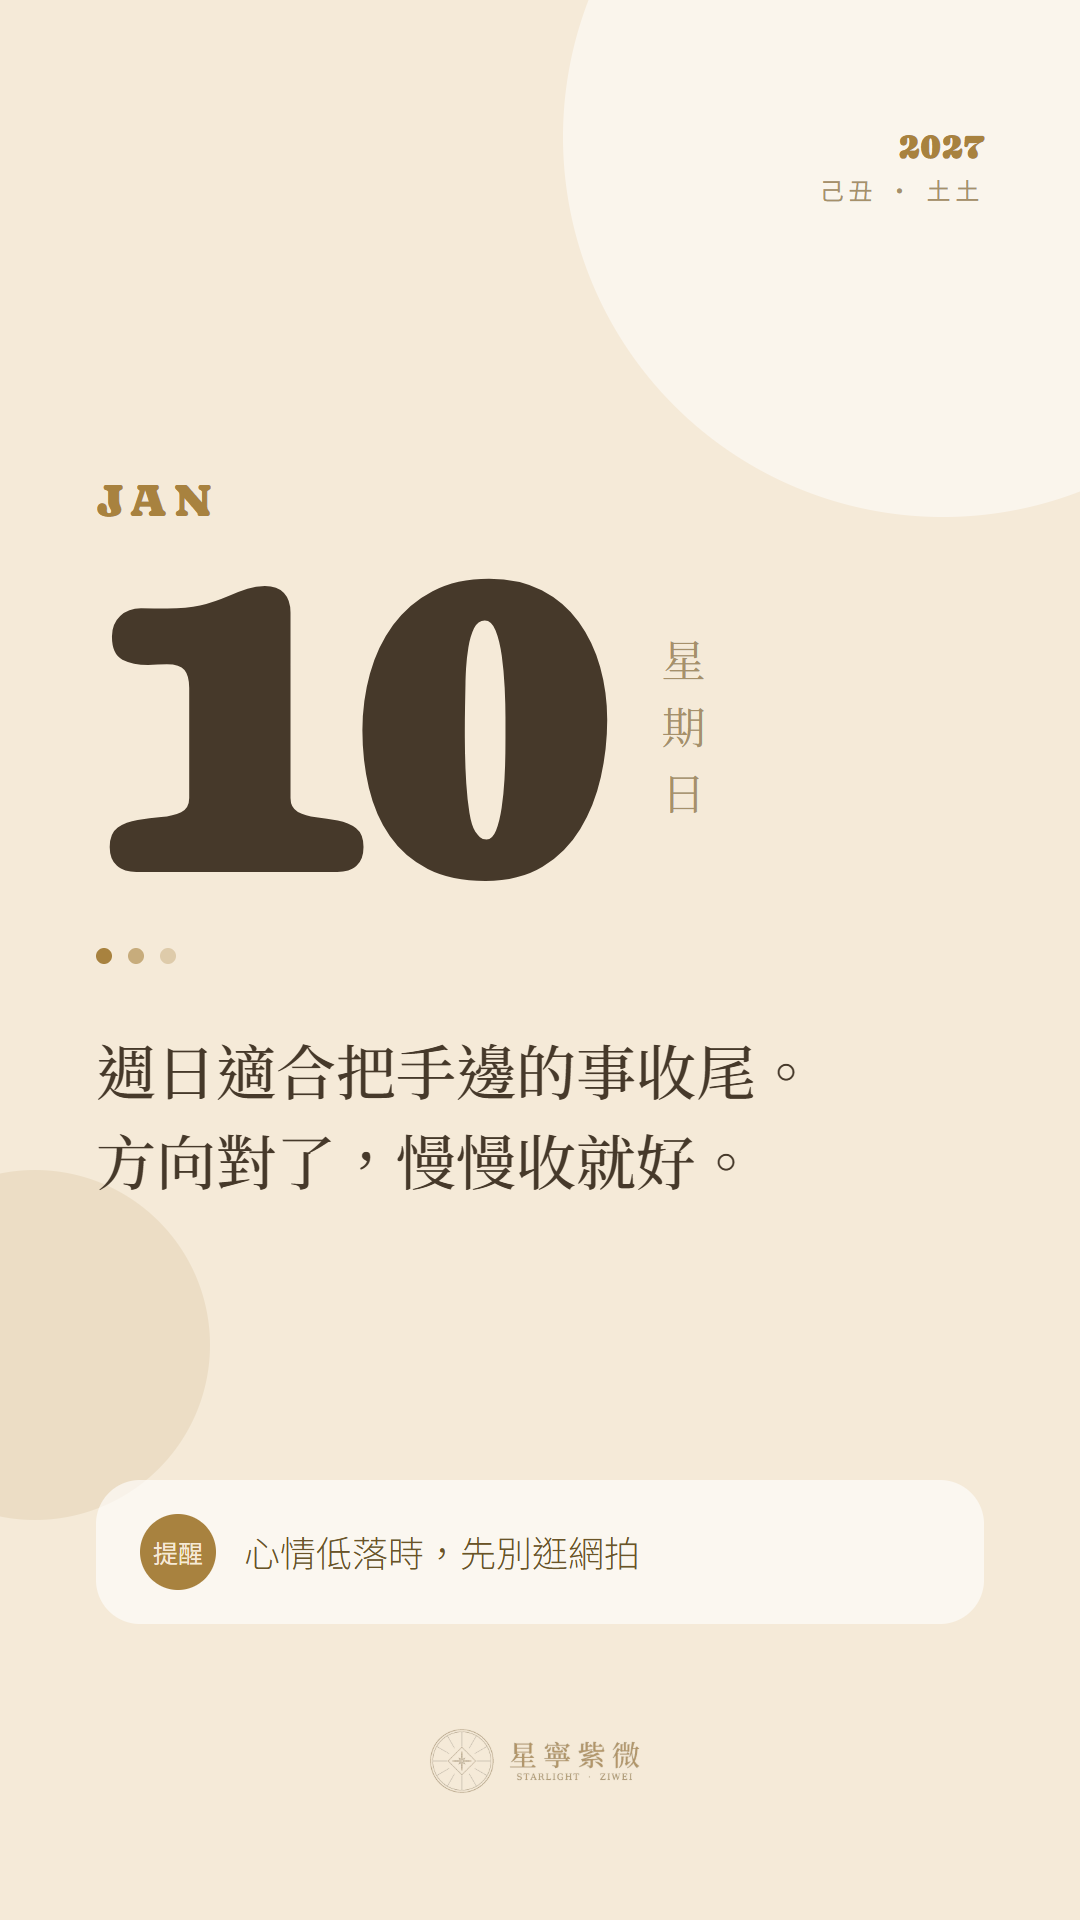 2027
己丑 · 土土
JAN
10
星期日
週日適合把手邊的事收尾。
方向對了，慢慢收就好。
提醒
心情低落時，先別逛網拍
星寧紫微
STARLIGHT · ZIWEI